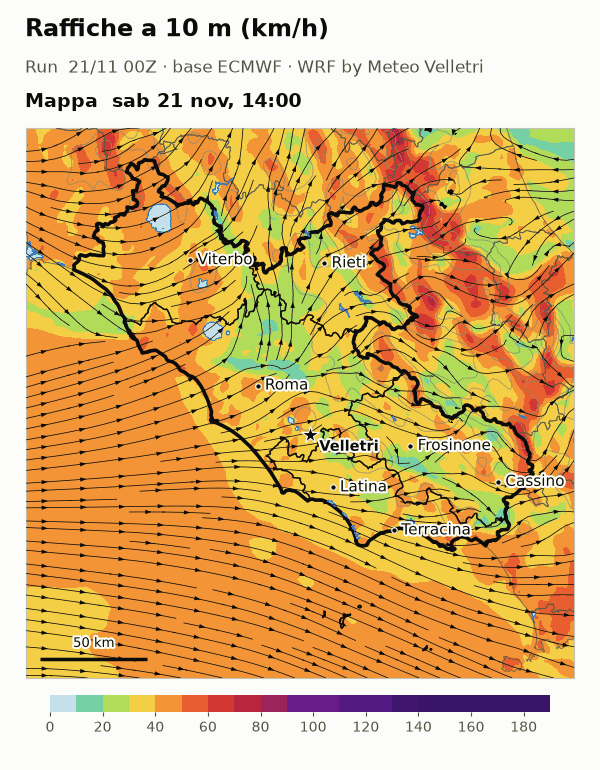 Raffiche a 10 m (km/h)
Run  21/11 00Z · base ECMWF · WRF by Meteo Velletri
Mappa  sab 21 nov, 14:00
Viterbo
Rieti
Roma
Velletri
Frosinone
Cassino
Latina
Terracina
50 km
0 20 40 60 80 100 120 140 160 180